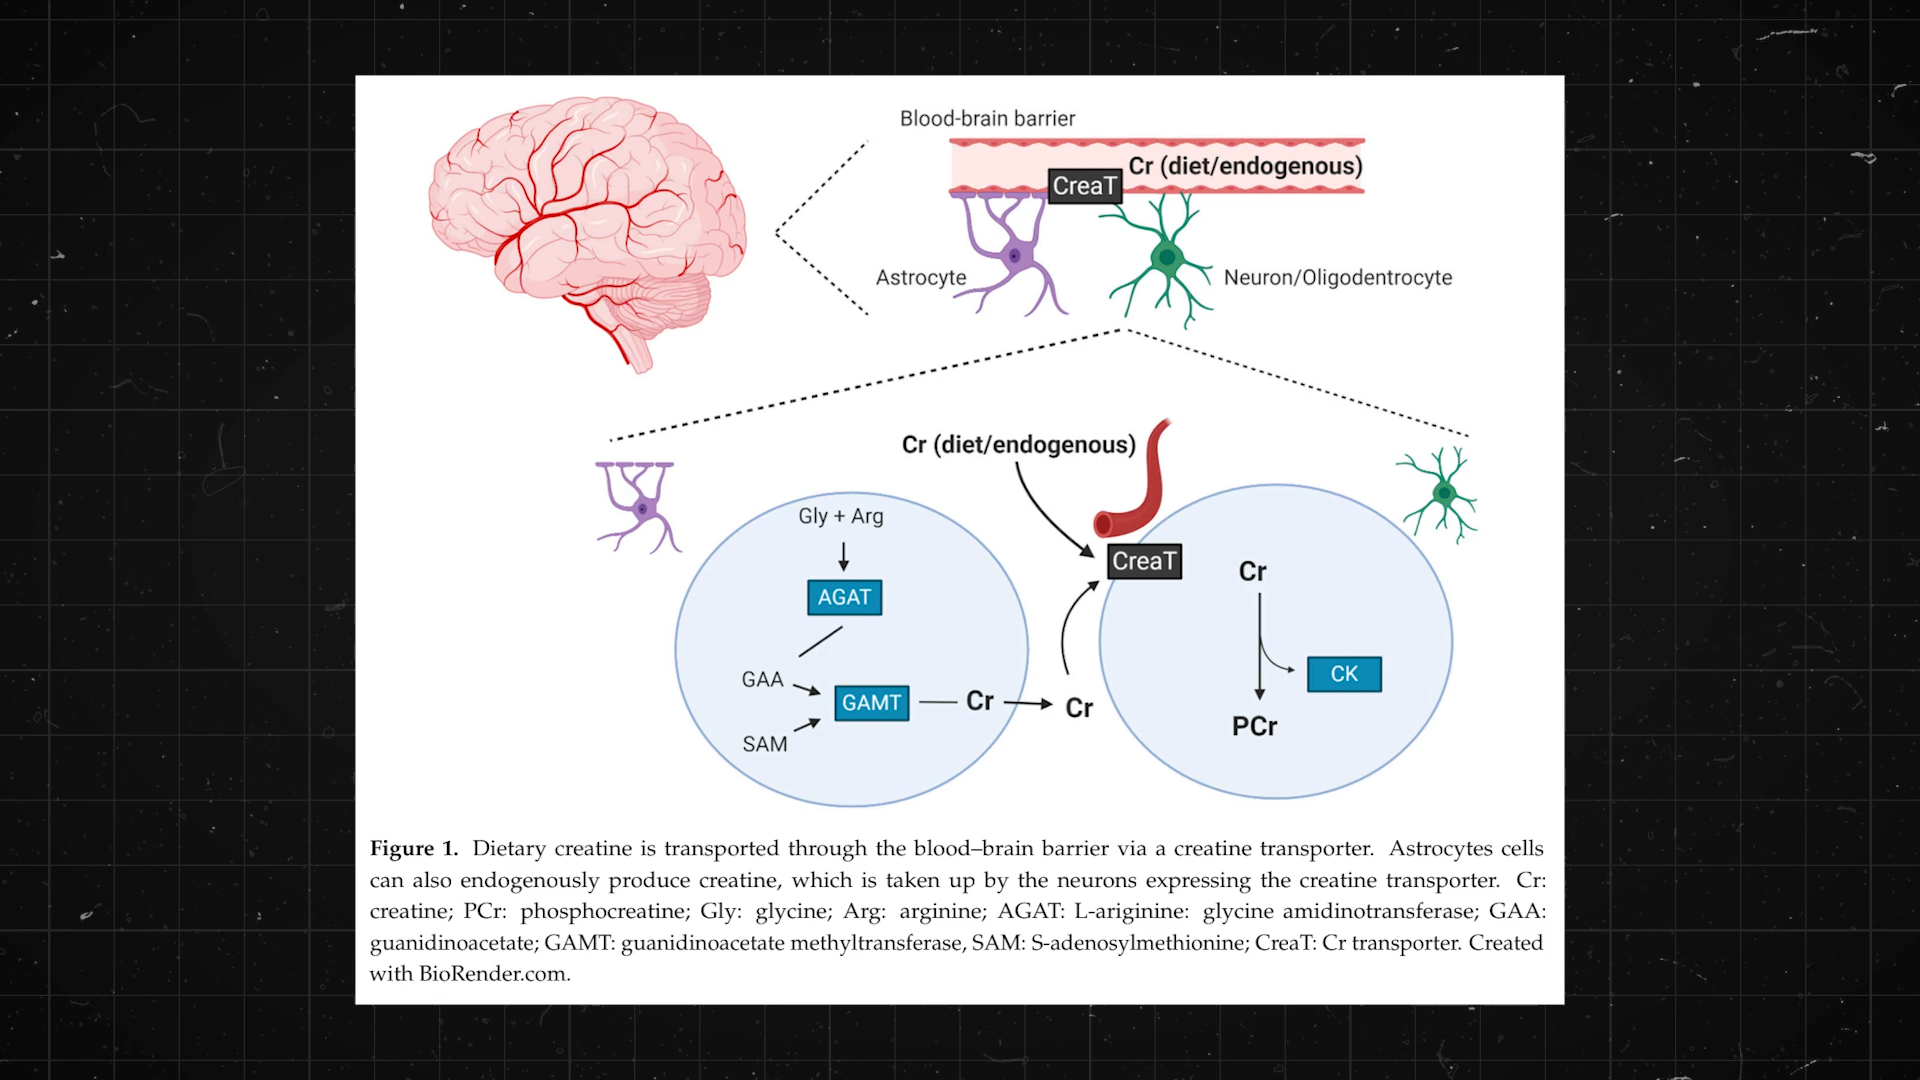 Blood-brain barrier
Cr (diet/endogenous)
CreaT
Astrocyte
Neuron/Oligodentrocyte
Cr (diet/endogenous)
Gly + Arg
AGAT
GAA
SAM
GAMT
Cr
Cr
CreaT
Cr
CK
PCr
Figure 1. Dietary creatine is transported through the blood–brain barrier via a creatine transporter. Astrocytes cells
can also endogenously produce creatine, which is taken up by the neurons expressing the creatine transporter. Cr:
creatine; PCr: phosphocreatine; Gly: glycine; Arg: arginine; AGAT: L-ariginine: glycine amidinotransferase; GAA:
guanidinoacetate; GAMT: guanidinoacetate methyltransferase, SAM: S-adenosylmethionine; CreaT: Cr transporter. Created
with BioRender.com.